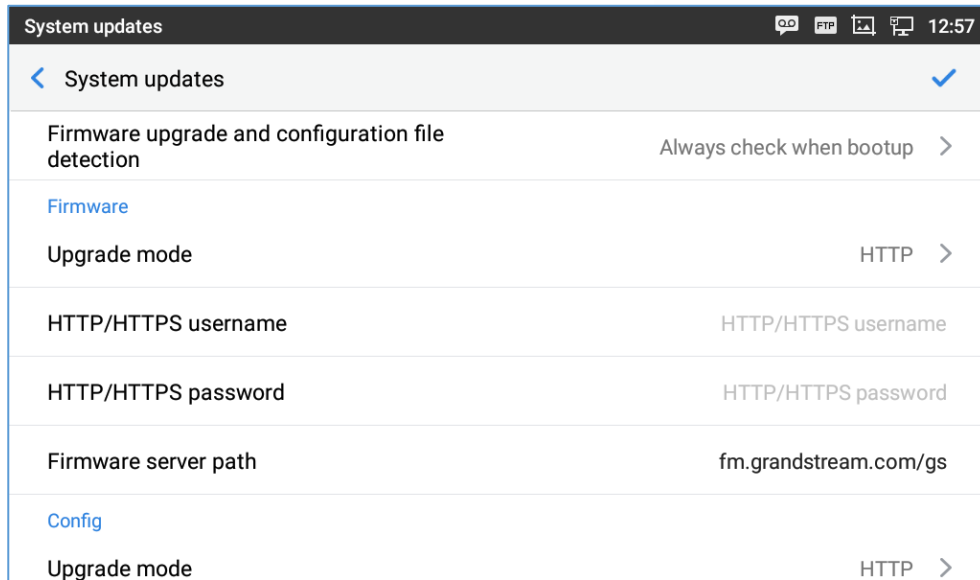 System updates FTP 12:57
System updates
Firmware upgrade and configuration file
detection
Always check when bootup
Firmware
Upgrade mode HTTP
HTTP/HTTPS username HTTP/HTTPS username
HTTP/HTTPS password HTTP/HTTPS password
Firmware server path fm.grandstream.com/gs
Config
Upgrade mode HTTP